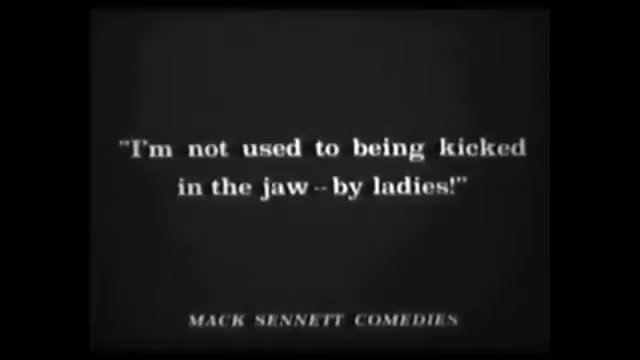 "I'm not used to being kicked
in the jaw--by ladies!"
MACK SENNETT COMEDIES